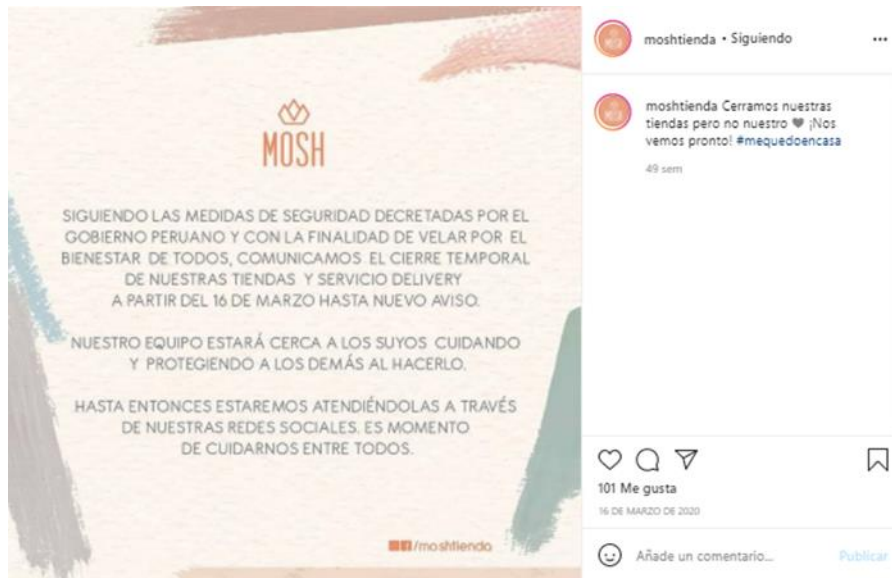 MOSH
SIGUIENDO LAS MEDIDAS DE SEGURIDAD DECRETADAS POR EL
GOBIERNO PERUANO Y CON LA FINALIDAD DE VELAR POR EL
BIENESTAR DE TODOS, COMUNICAMOS EL CIERRE TEMPORAL
DE NUESTRAS TIENDAS Y SERVICIO DELIVERY
A PARTIR DEL 16 DE MARZO HASTA NUEVO AVISO.
NUESTRO EQUIPO ESTARÁ CERCA A LOS SUYOS CUIDANDO
Y PROTEGIENDO A LOS DEMÁS AL HACERLO.
HASTA ENTONCES ESTAREMOS ATENDIÉNDOLAS A TRAVÉS
DE NUESTRAS REDES SOCIALES. ES MOMENTO
DE CUIDARNOS ENTRE TODOS.
/moshtienda
moshtienda • Siguiendo
moshtienda Cerramos nuestras
tiendas pero no nuestro ♥ ¡Nos
vemos pronto! #mequedoencasa
49 sem
101 Me gusta
16 DE MARZO DE 2020
Añade un comentario... Publicar